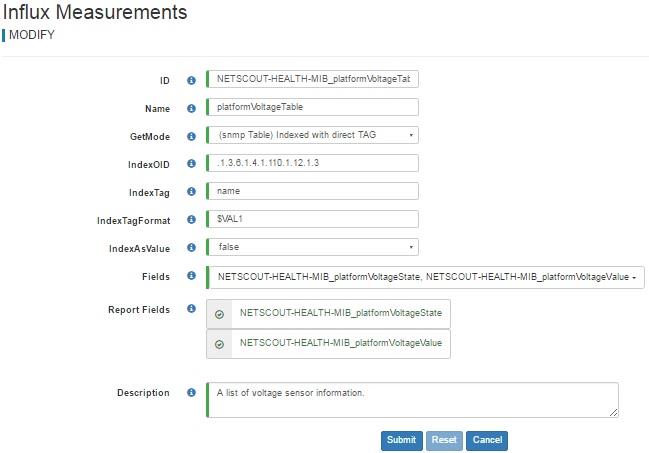 Influx Measurements
MODIFY
ID NETSCOUT-HEALTH-MIB_platformVoltageTab
Name platformVoltageTable
GetMode (snmp Table) Indexed with direct TAG
IndexOID .1.3.6.1.4.1.110.1.12.1.3
IndexTag name
IndexTagFormat $VAL1
IndexAsValue false
Fields NETSCOUT-HEALTH-MIB_platformVoltageState, NETSCOUT-HEALTH-MIB_platformVoltageValue
Report Fields NETSCOUT-HEALTH-MIB_platformVoltageState
NETSCOUT-HEALTH-MIB_platformVoltageValue
Description A list of voltage sensor information.
Submit Reset Cancel